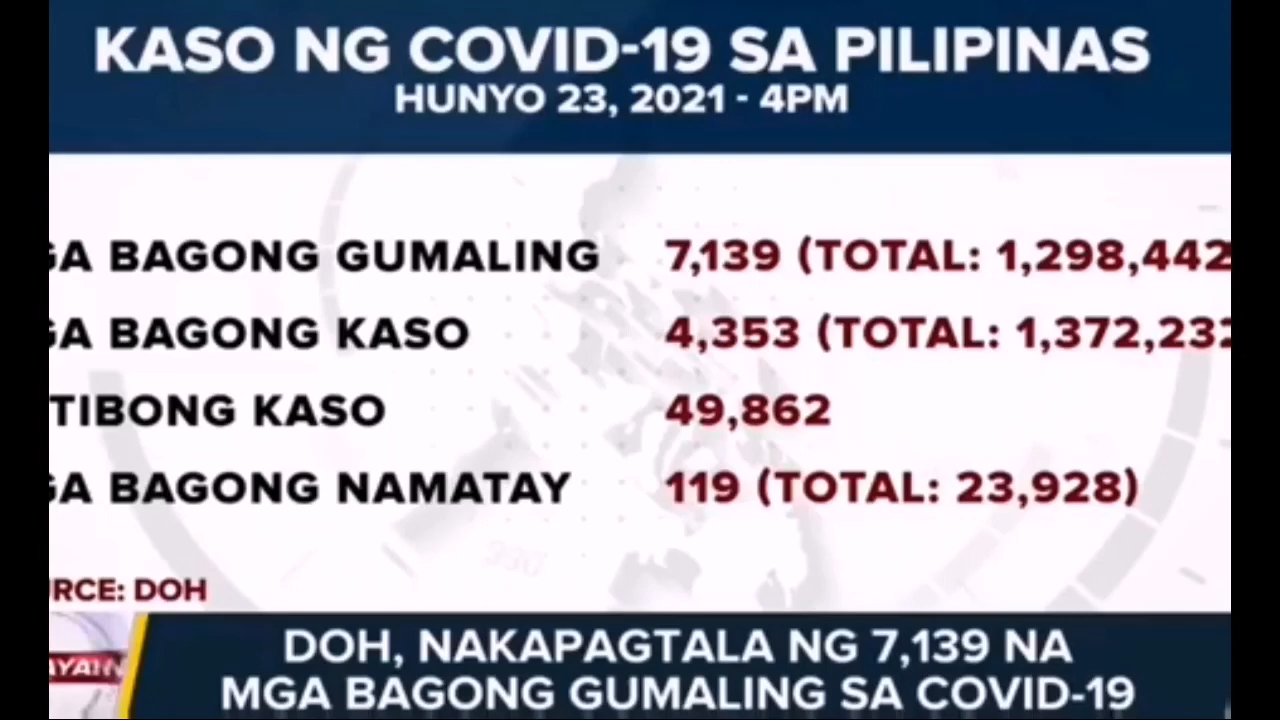 KASO NG COVID-19 SA PILIPINAS
HUNYO 23, 2021 - 4PM
GA BAGONG GUMALING 7,139 (TOTAL: 1,298,442
GA BAGONG KASO 4,353 (TOTAL: 1,372,232
TIBONG KASO 49,862
GA BAGONG NAMATAY 119 (TOTAL: 23,928)
RCE: DOH
DOH, NAKAPAGTALA NG 7,139 NA
MGA BAGONG GUMALING SA COVID-19